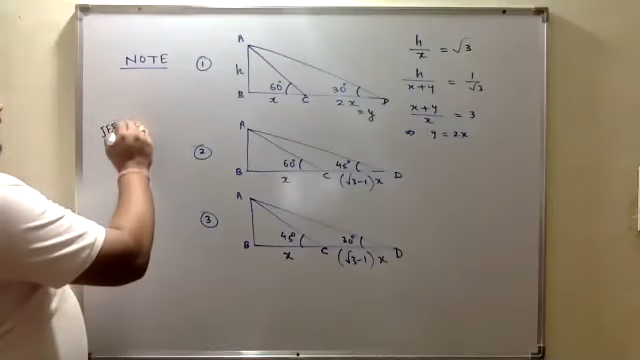 NOTE
JEE
① A
h
60° 30°
B x C 2x D
= y
② A
60° 45°
B x C (√3-1)x D
③ A
45° 30°
B x C (√3-1)x D
h/x = √3
h/(x+y) = 1/√3
(x+y)/x = 3
⇒ y = 2x